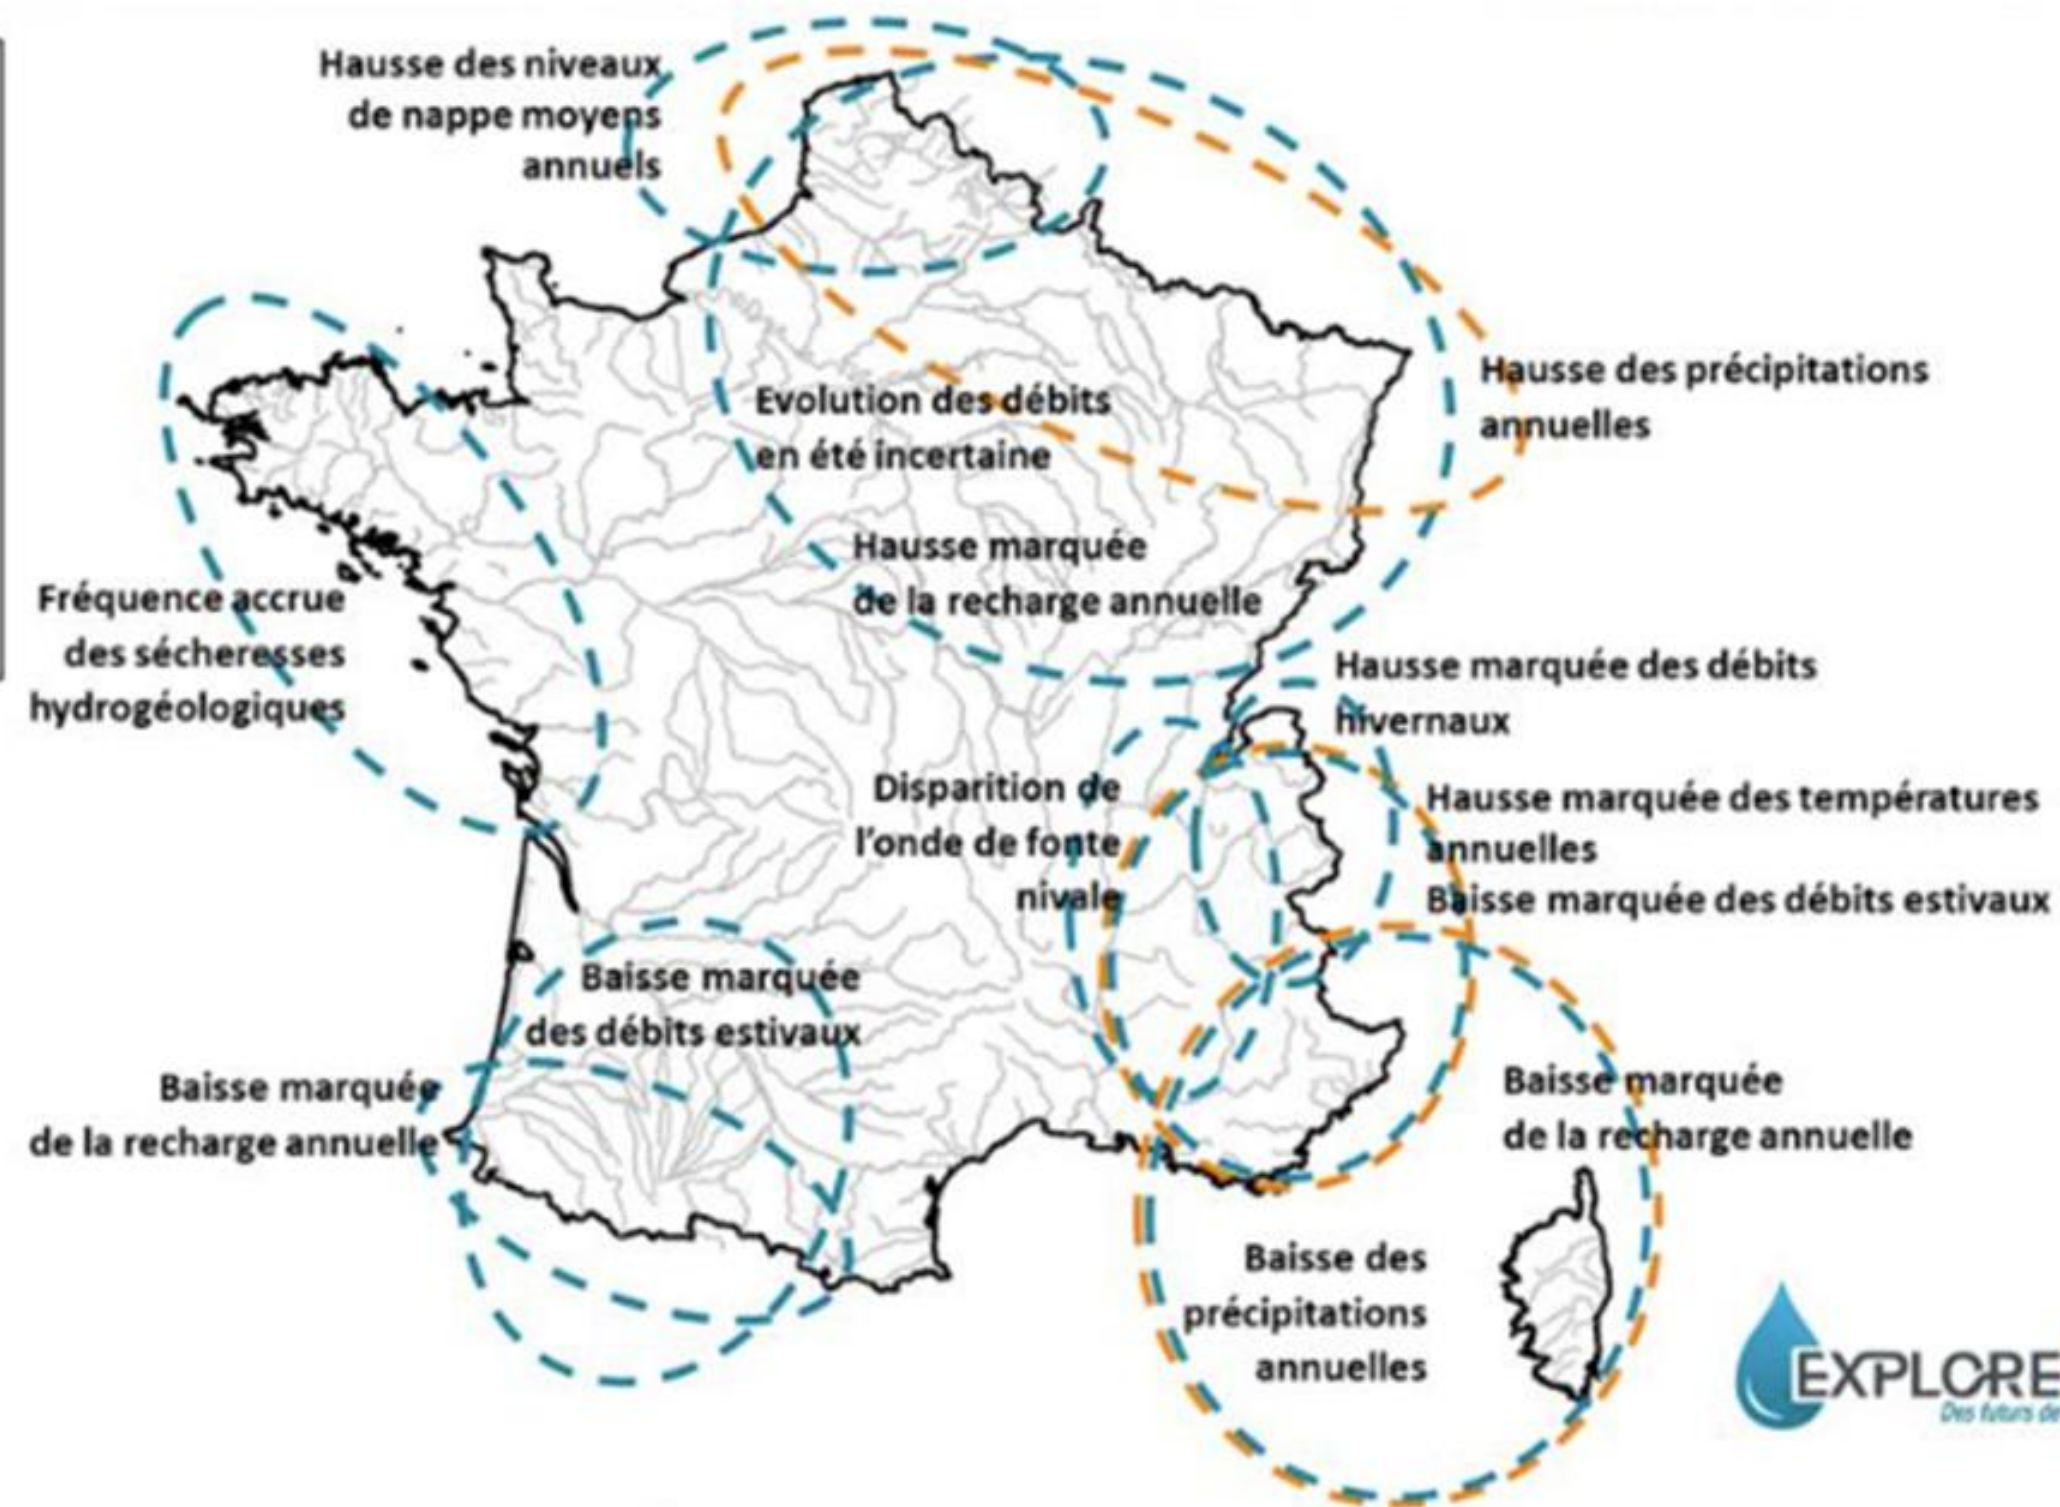 Hausse des niveaux
de nappe moyens
annuels
Hausse des précipitations
annuelles
Evolution des débits
en été incertaine
Hausse marquée
de la recharge annuelle
Fréquence accrue
des sécheresses
hydrogéologiques
Hausse marquée des débits
hivernaux
Disparition de
l'onde de fonte
nivale
Hausse marquée des températures
annuelles
Baisse marquée des débits estivaux
Baisse marquée
des débits estivaux
Baisse marquée
de la recharge annuelle
Baisse marquée
de la recharge annuelle
Baisse des
précipitations
annuelles
EXPLORE
Des futurs de